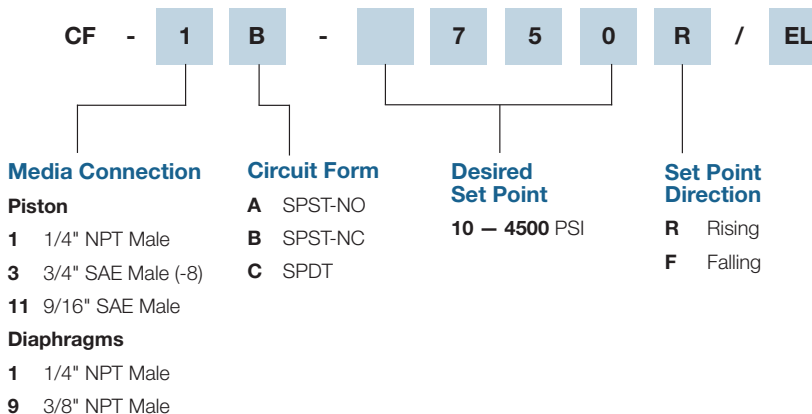 CF - 1 B - 7 5 0 R / EL
Media Connection
Piston
1 1/4" NPT Male
3 3/4" SAE Male (-8)
11 9/16" SAE Male
Diaphragms
1 1/4" NPT Male
9 3/8" NPT Male
Circuit Form
A SPST-NO
B SPST-NC
C SPDT
Desired
Set Point
10 — 4500 PSI
Set Point
Direction
R Rising
F Falling